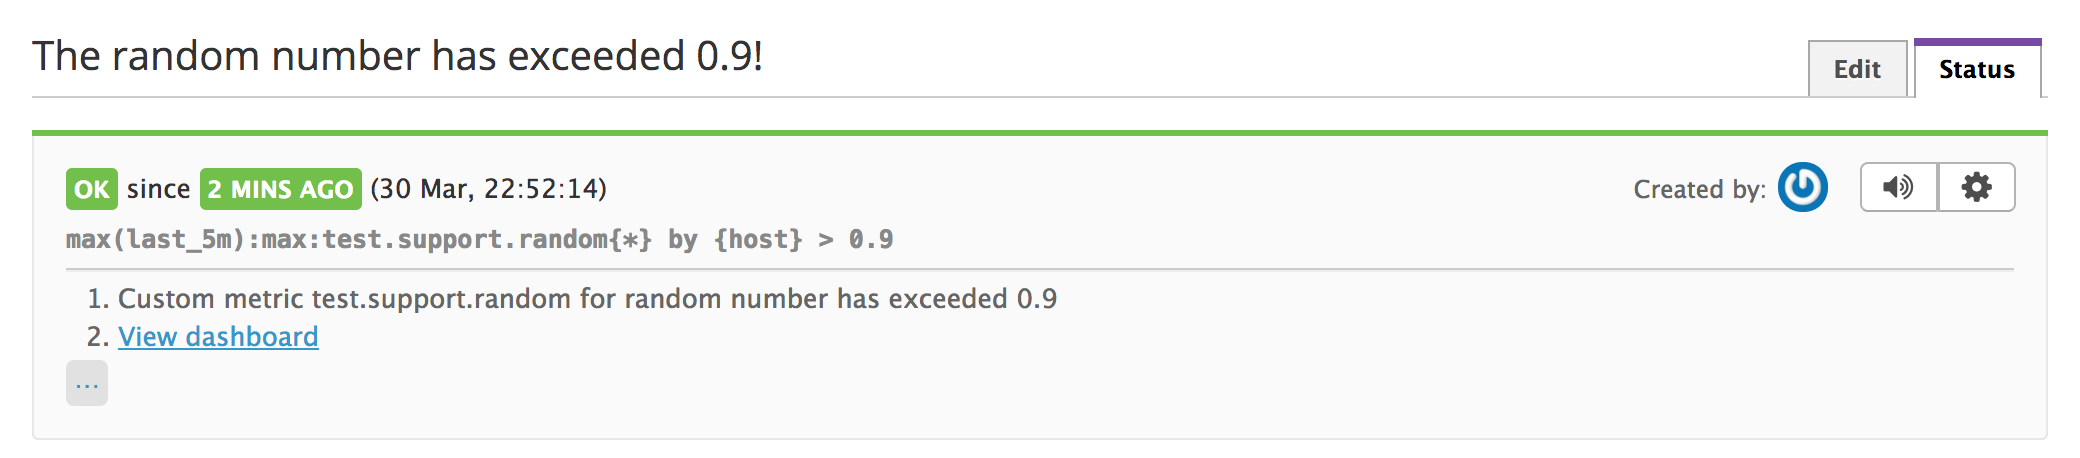 The random number has exceeded 0.9!
Edit
Status
OK since 2 MINS AGO (30 Mar, 22:52:14)
Created by:
max(last_5m):max:test.support.random{*} by {host} > 0.9
1. Custom metric test.support.random for random number has exceeded 0.9
2. View dashboard
...